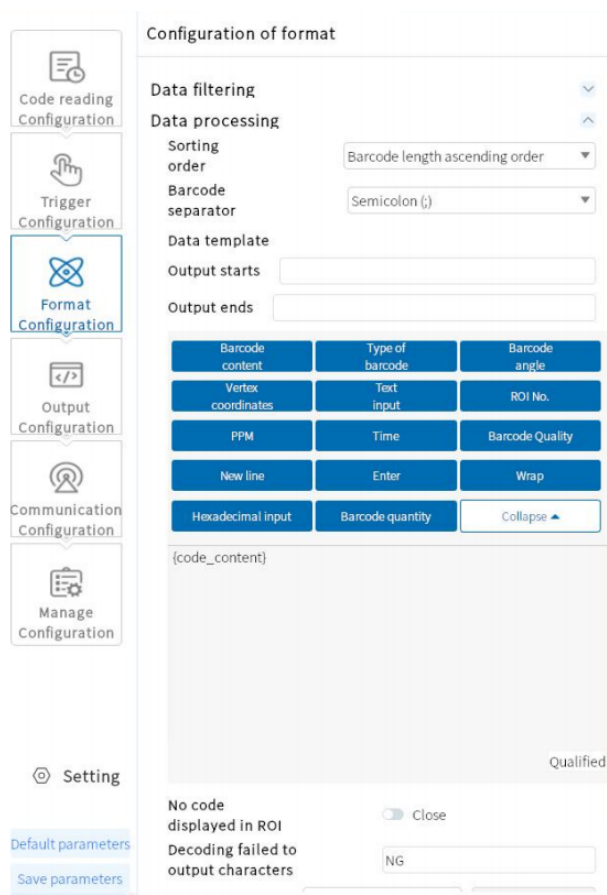 Configuration of format
Code reading
Configuration
Trigger
Configuration
Format
Configuration
Output
Configuration
Communication
Configuration
Manage
Configuration
Setting
Default parameters
Save parameters
Data filtering
Data processing
Sorting
order
Barcode length ascending order
Barcode
separator
Semicolon (;)
Data template
Output starts
Output ends
Barcode
content
Type of
barcode
Barcode
angle
Vertex
coordinates
Text
input
ROI No.
PPM
Time
Barcode Quality
New line
Enter
Wrap
Hexadecimal input
Barcode quantity
Collapse
{code_content}
Qualified
No code
displayed in ROI
Close
Decoding failed to
output characters
NG